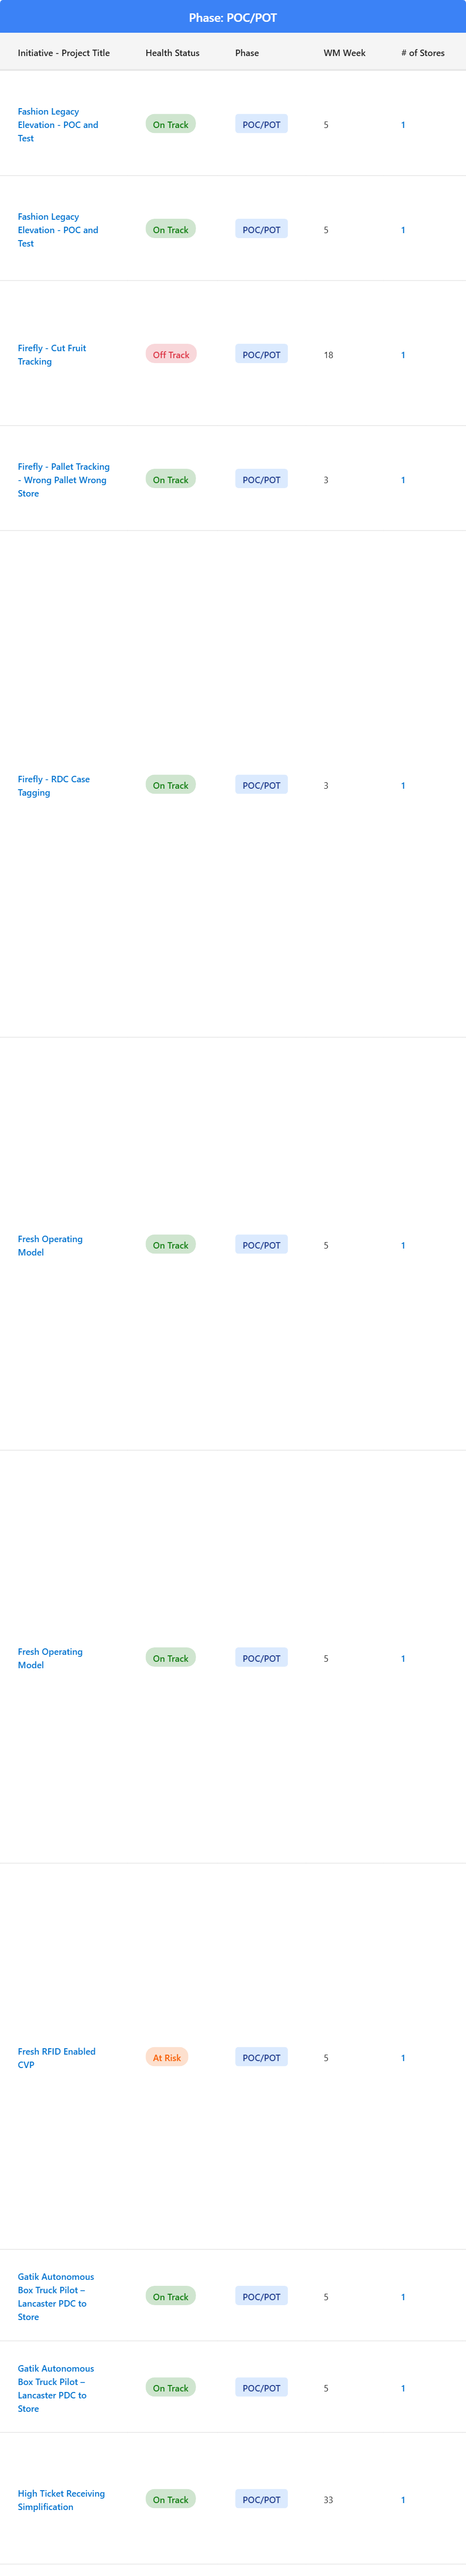 Phase: POC/POT
Initiative - Project Title Health Status Phase WM Week # of Stores
Fashion Legacy
Elevation - POC and
Test
On Track POC/POT 5 1
Fashion Legacy
Elevation - POC and
Test
On Track POC/POT 5 1
Firefly - Cut Fruit
Tracking
Off Track POC/POT 18 1
Firefly - Pallet Tracking
- Wrong Pallet Wrong
Store
On Track POC/POT 3 1
Firefly - RDC Case
Tagging
On Track POC/POT 3 1
Fresh Operating
Model
On Track POC/POT 5 1
Fresh Operating
Model
On Track POC/POT 5 1
Fresh RFID Enabled
CVP
At Risk POC/POT 5 1
Gatik Autonomous
Box Truck Pilot –
Lancaster PDC to
Store
On Track POC/POT 5 1
Gatik Autonomous
Box Truck Pilot –
Lancaster PDC to
Store
On Track POC/POT 5 1
High Ticket Receiving
Simplification
On Track POC/POT 33 1